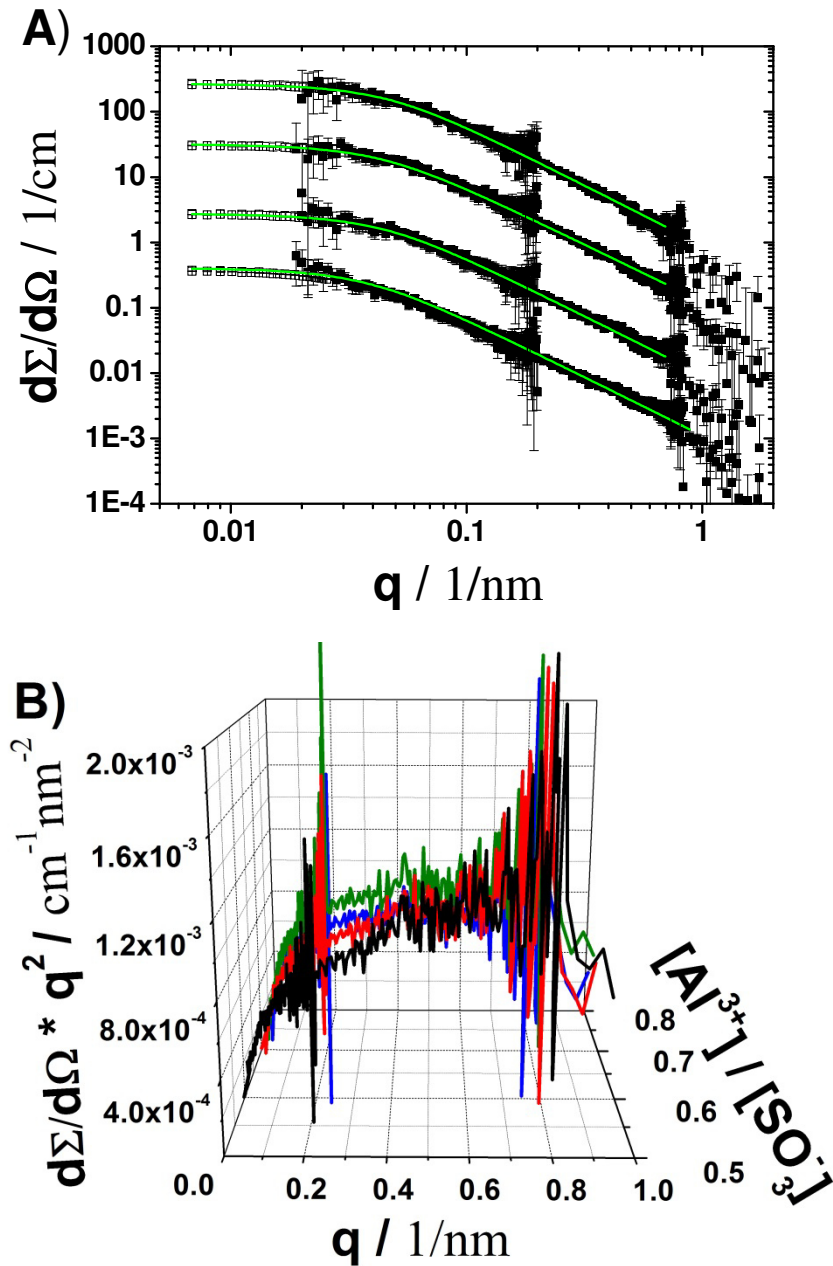 A)
1000
100
10
1
0.1
0.01
1E-3
1E-4
dΣ/dΩ / 1/cm
0.01 0.1 1
q / 1/nm
B)
2.0x10⁻³
1.6x10⁻³
1.2x10⁻³
8.0x10⁻⁴
4.0x10⁻⁴
dΣ/dΩ * q² / cm⁻¹nm⁻²
0.0 0.2 0.4 0.6 0.8 1.0
q / 1/nm
0.8
0.7
0.6
0.5
[Al³⁺] / [SO₃⁻]